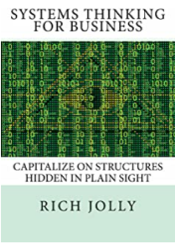 SYSTEMS THINKING
FOR BUSINESS
CAPITALIZE ON STRUCTURES
HIDDEN IN PLAIN SIGHT
RICH JOLLY